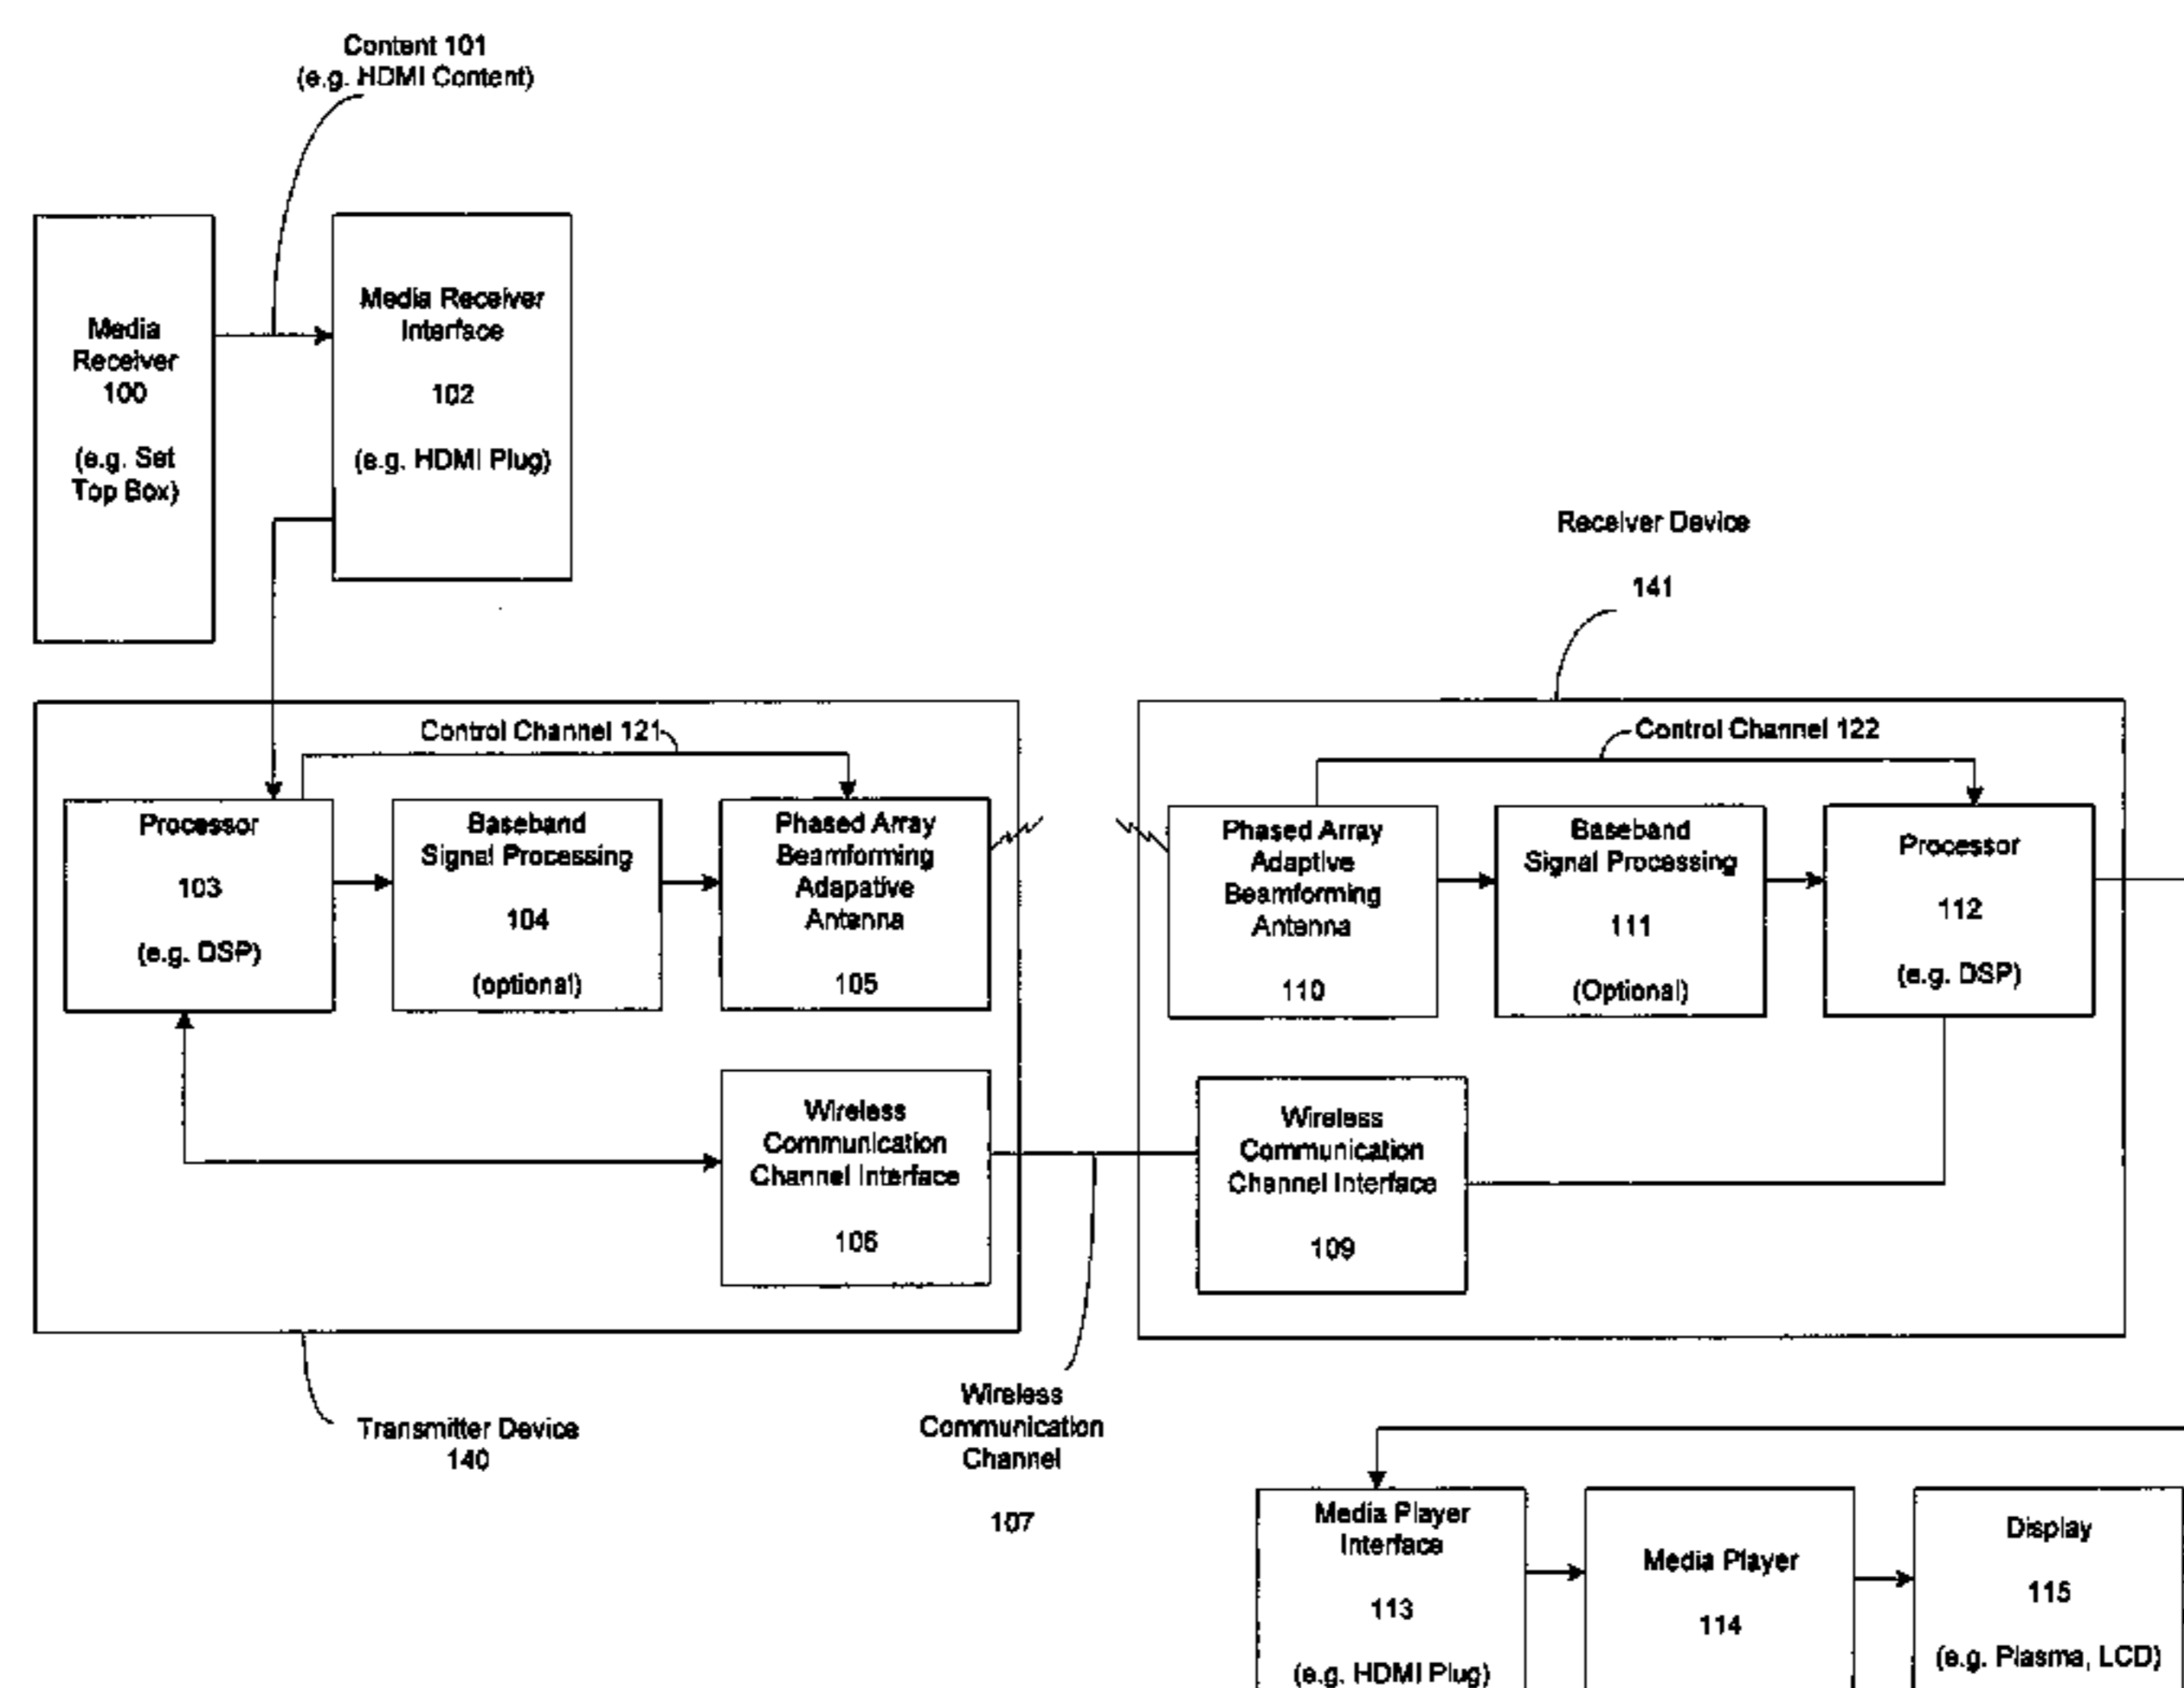 Content 101
(e.g. HDMI Content)
Media
Receiver
100
(e.g. Set
Top Box)
Media Receiver
Interface
102
(e.g. HDMI Plug)
Receiver Device
141
Control Channel 121
Processor
103
(e.g. DSP)
Baseband
Signal Processing
104
(optional)
Phased Array
Beamforming
Adapative
Antenna
105
Wireless
Communication
Channel Interface
106
Control Channel 122
Phased Array
Adaptive
Beamforming
Antenna
110
Baseband
Signal Processing
111
(Optional)
Processor
112
(e.g. DSP)
Wireless
Communication
Channel Interface
109
Transmitter Device
140
Wireless
Communication
Channel
107
Media Player
Interface
113
(e.g. HDMI Plug)
Media Player
114
Display
115
(e.g. Plasma, LCD)